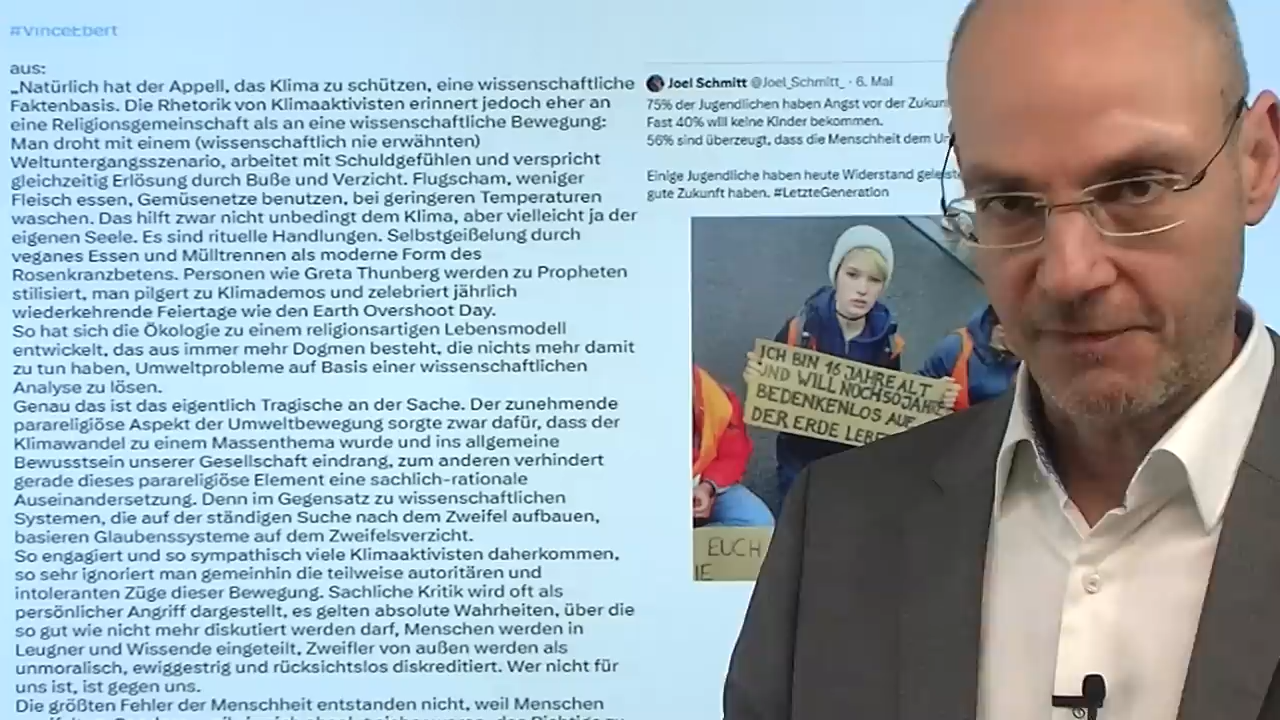 #VinceEbert
aus:
„Natürlich hat der Appell, das Klima zu schützen, eine wissenschaftliche
Faktenbasis. Die Rhetorik von Klimaaktivisten erinnert jedoch eher an
eine Religionsgemeinschaft als an eine wissenschaftliche Bewegung:
Man droht mit einem (wissenschaftlich nie erwähnten)
Weltuntergangsszenario, arbeitet mit Schuldgefühlen und verspricht
gleichzeitig Erlösung durch Buße und Verzicht. Flugscham, weniger
Fleisch essen, Gemüsenetze benutzen, bei geringeren Temperaturen
waschen. Das hilft zwar nicht unbedingt dem Klima, aber vielleicht ja der
eigenen Seele. Es sind rituelle Handlungen. Selbstgeißelung durch
veganes Essen und Mülltrennen als moderne Form des
Rosenkranzbetens. Personen wie Greta Thunberg werden zu Propheten
stilisiert, man pilgert zu Klimademos und zelebriert jährlich
wiederkehrende Feiertage wie den Earth Overshoot Day.
So hat sich die Ökologie zu einem religionsartigen Lebensmodell
entwickelt, das aus immer mehr Dogmen besteht, die nichts mehr damit
zu tun haben, Umweltprobleme auf Basis einer wissenschaftlichen
Analyse zu lösen.
Genau das ist das eigentlich Tragische an der Sache. Der zunehmende
parareligiöse Aspekt der Umweltbewegung sorgte zwar dafür, dass der
Klimawandel zu einem Massenthema wurde und ins allgemeine
Bewusstsein unserer Gesellschaft eindrang, zum anderen verhindert
gerade dieses parareligiöse Element eine sachlich-rationale
Auseinandersetzung. Denn im Gegensatz zu wissenschaftlichen
Systemen, die auf der ständigen Suche nach dem Zweifel aufbauen,
basieren Glaubenssysteme auf dem Zweifelsverzicht.
So engagiert und so sympathisch viele Klimaaktivisten daherkommen,
so sehr ignoriert man gemeinhin die teilweise autoritären und
intoleranten Züge dieser Bewegung. Sachliche Kritik wird oft als
persönlicher Angriff dargestellt, es gelten absolute Wahrheiten, über die
so gut wie nicht mehr diskutiert werden darf, Menschen werden in
Leugner und Wissende eingeteilt, Zweifler von außen werden als
unmoralisch, ewiggestrig und rücksichtslos diskreditiert. Wer nicht für
uns ist, ist gegen uns.
Die größten Fehler der Menschheit entstanden nicht, weil Menschen
Joel Schmitt @Joel_Schmitt_ · 6. Mai
75% der Jugendlichen haben Angst vor der Zukun
Fast 40% will keine Kinder bekommen.
56% sind überzeugt, dass die Menschheit dem Un
Einige Jugendliche haben heute Widerstand geleiste
gute Zukunft haben. #LetzteGeneration
ICH BIN 16 JAHRE ALT
UND WILL NOCH 50 JAHRE
BEDENKENLOS AUF
DER ERDE LEBE
EUCH
IE